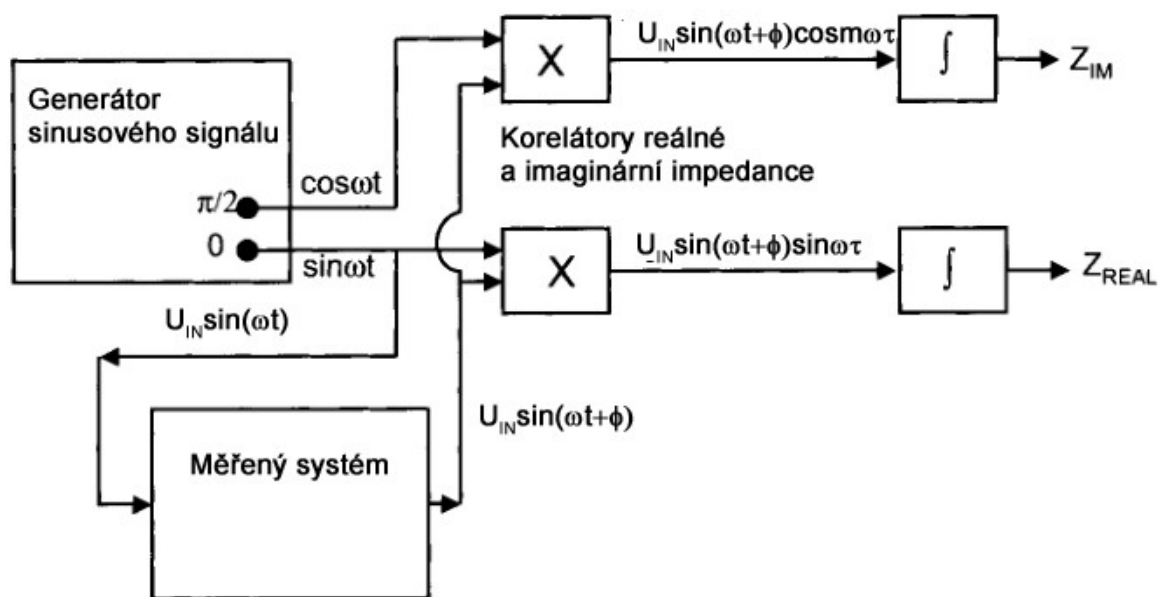 U_IN sin(ωt+ϕ)cosmωτ
X
∫
Z_IM
Generátor
sinusového signálu
Korelátory reálné
a imaginární impedance
cosωt
π/2
0
sinωt
U_IN sin(ωt+ϕ)sinωτ
X
∫
Z_REAL
U_IN sin(ωt)
U_IN sin(ωt+ϕ)
Měřený systém